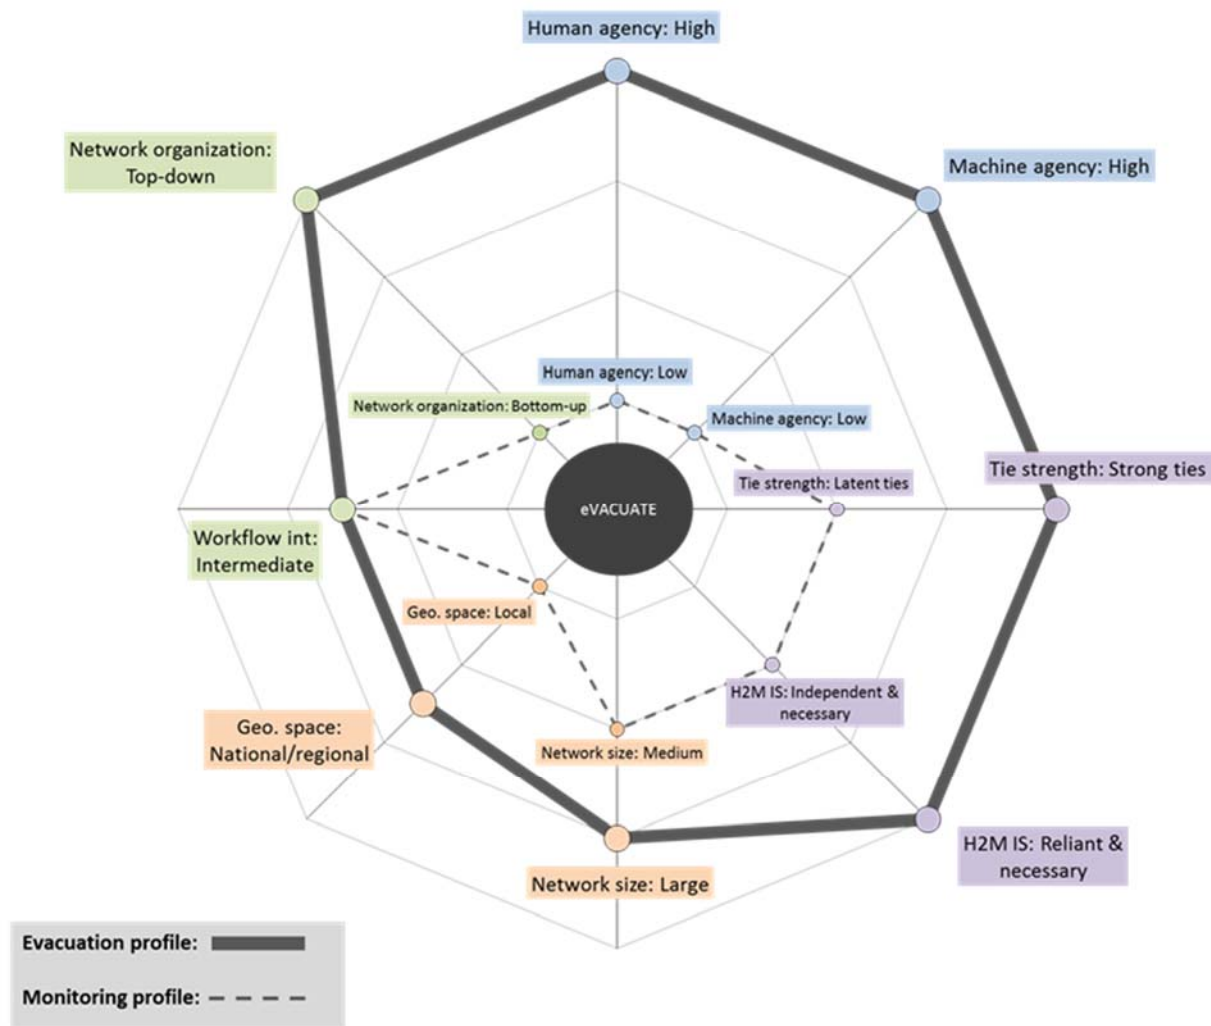 Human agency: High
Network organization:
Top-down
Machine agency: High
Human agency: Low
Network organization: Bottom-up
Machine agency: Low
Tie strength: Strong ties
Tie strength: Latent ties
eVACUATE
Workflow int:
Intermediate
Geo. space: Local
H2M IS: Independent &
necessary
Geo. space:
National/regional
Network size: Medium
H2M IS: Reliant &
necessary
Network size: Large
Evacuation profile:
Monitoring profile: